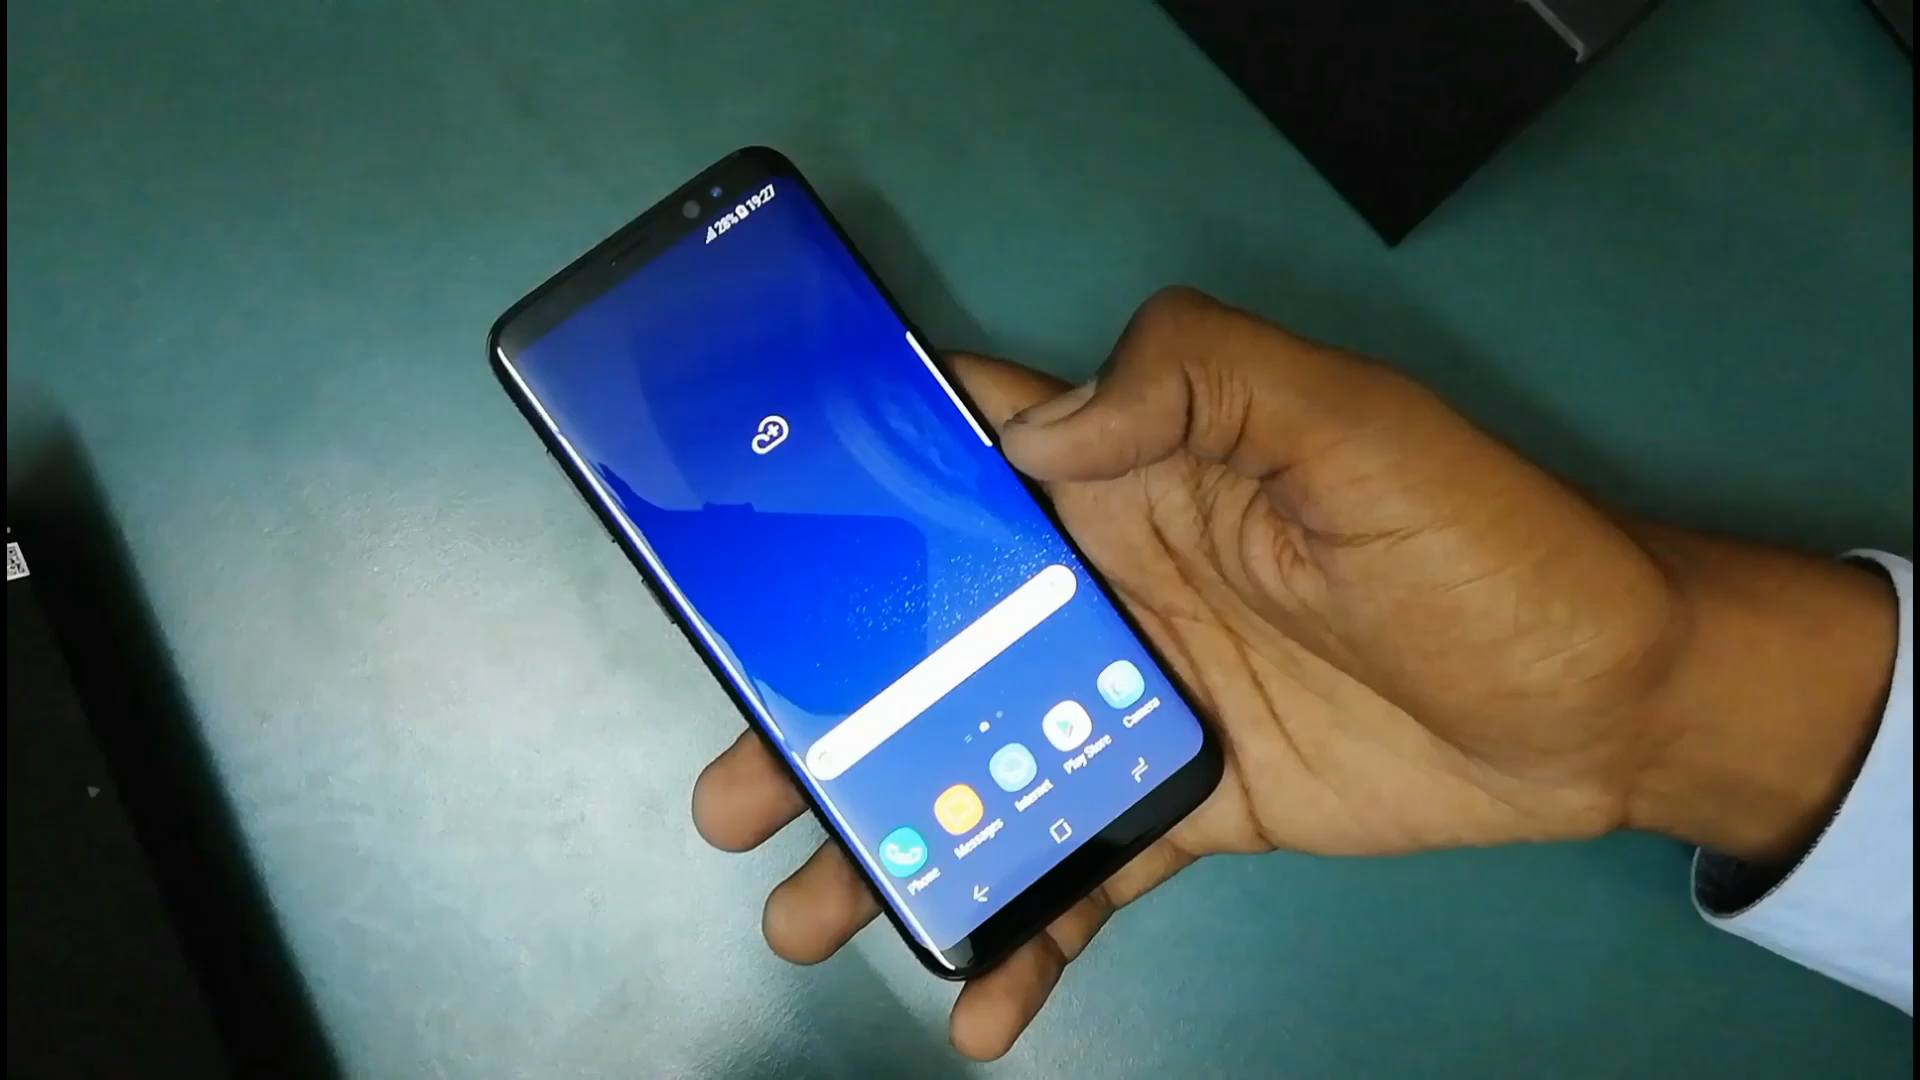 28% 19:27
Phone
Messages
Internet
Play Store
Camera